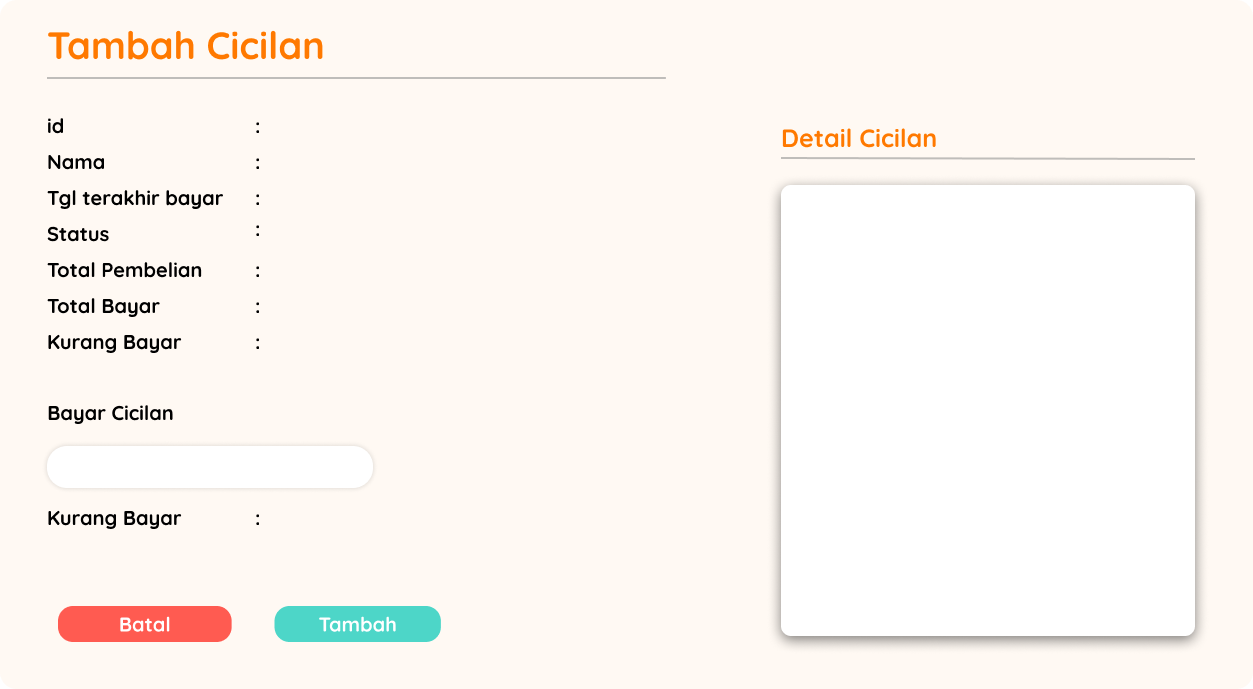 Tambah Cicilan
id :
Nama :
Tgl terakhir bayar :
Status :
Total Pembelian :
Total Bayar :
Kurang Bayar :
Bayar Cicilan
Kurang Bayar :
Batal Tambah
Detail Cicilan